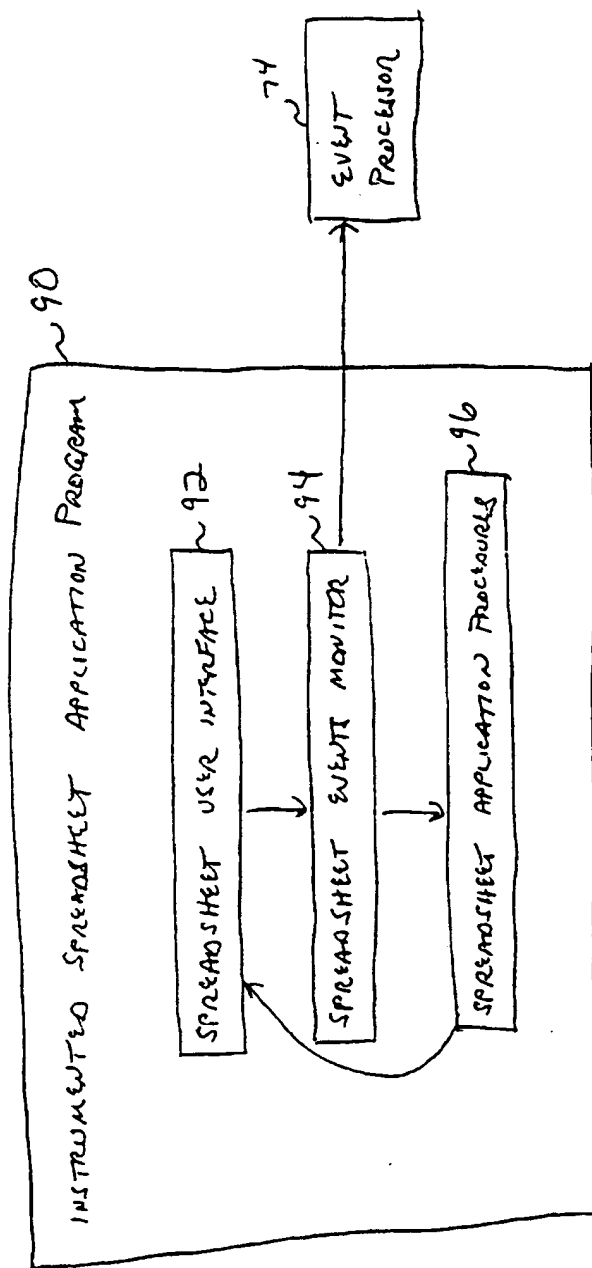 INSTRUMENTED SPREADSHEET APPLICATION PROGRAM
90
SPREADSHEET USER INTERFACE
92
SPREADSHEET EVENTS MONITOR
94
SPREADSHEET APPLICATION PROCEDURES
96
EVENT
PROCESSOR
74